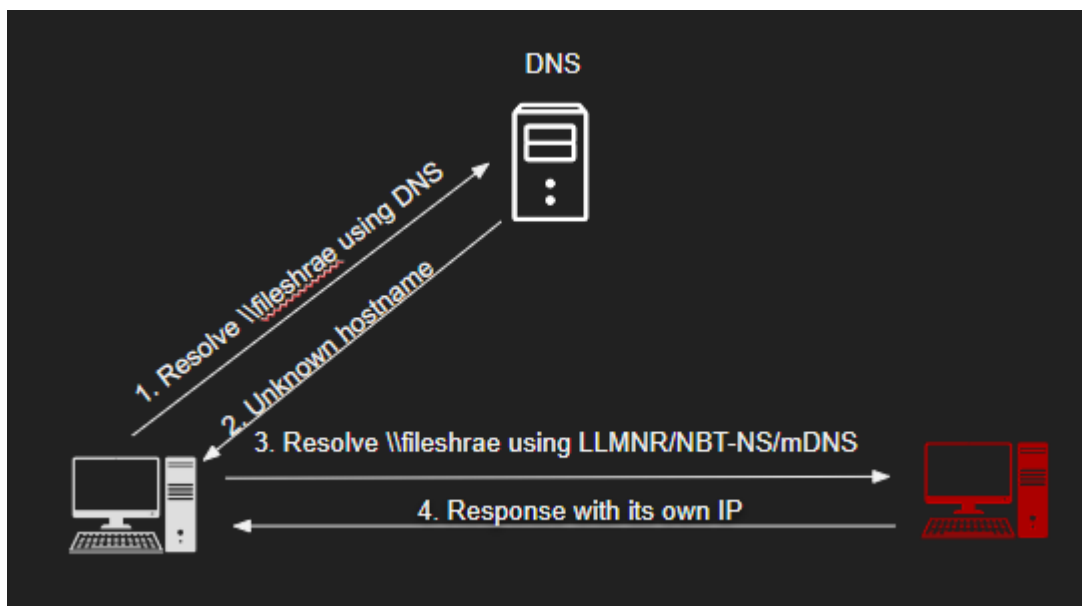 DNS
1. Resolve \\fileshrae using DNS
2. Unknown hostname
3. Resolve \\fileshrae using LLMNR/NBT-NS/mDNS
4. Response with its own IP